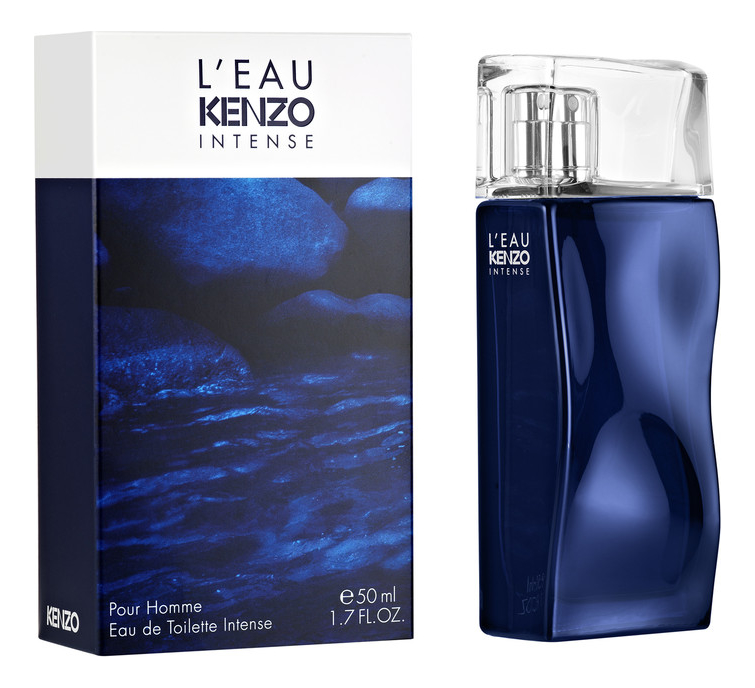 L'EAU
KENZO
INTENSE
Pour Homme
Eau de Toilette Intense
℮50 ml
1.7 FL.OZ.
KENZO
L'EAU
KENZO
INTENSE